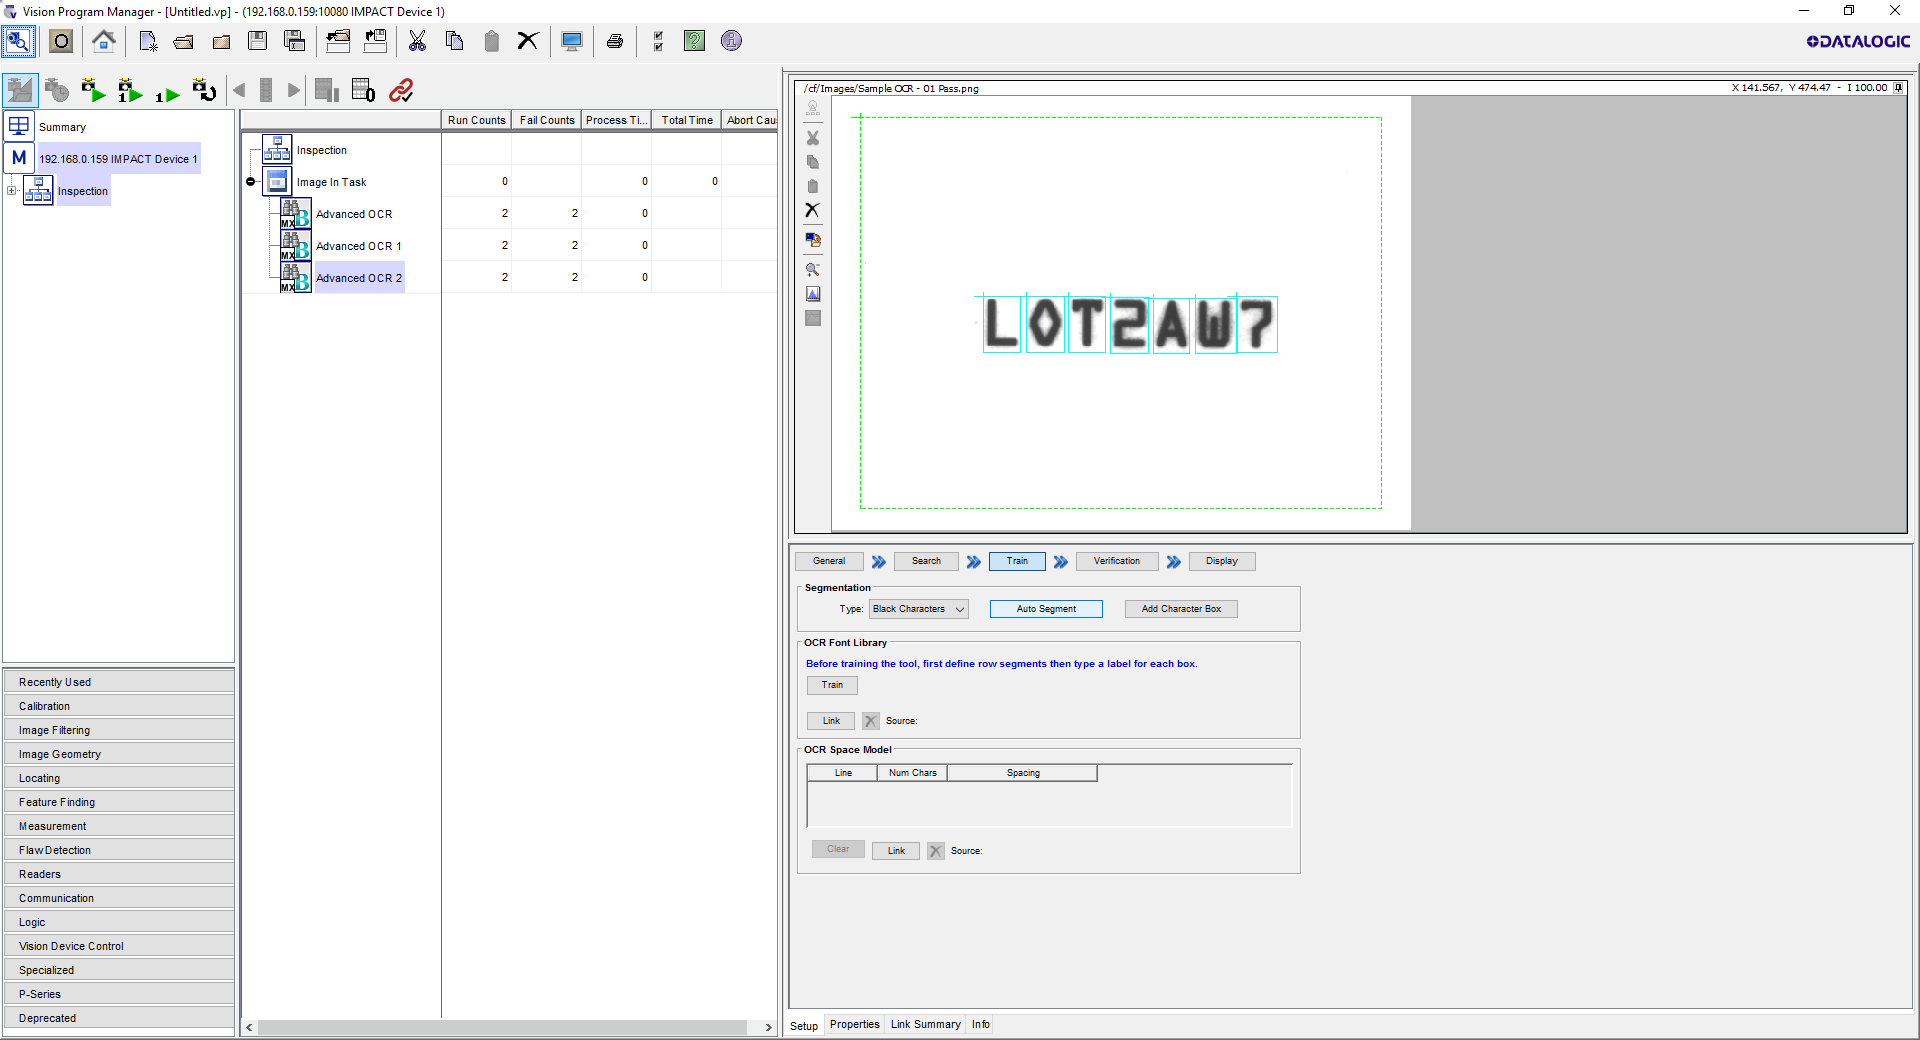 Vision Program Manager - [Untitled.vp] - (192.168.0.159:10080 IMPACT Device 1)
O
DATALOGIC
1
1
0
Summary
M
192.168.0.159 IMPACT Device 1
Inspection
Recently Used
Calibration
Image Filtering
Image Geometry
Locating
Feature Finding
Measurement
Flaw Detection
Readers
Communication
Logic
Vision Device Control
Specialized
P-Series
Deprecated
Run Counts Fail Counts Process Ti... Total Time Abort Cau
Inspection
Image In Task 0 0 0
MX B Advanced OCR 2 2 0
MX B Advanced OCR 1 2 2 0
MX B Advanced OCR 2 2 2 0
/cf/Images/Sample OCR - 01 Pass.png X 141.567, Y 474.47 - I 100.00
LOT2AW7
General Search Train Verification Display
Segmentation
Type: Black Characters Auto Segment Add Character Box
OCR Font Library
Before training the tool, first define row segments then type a label for each box.
Train
Link Source:
OCR Space Model
Line Num Chars Spacing
Clear Link Source:
Setup Properties Link Summary Info